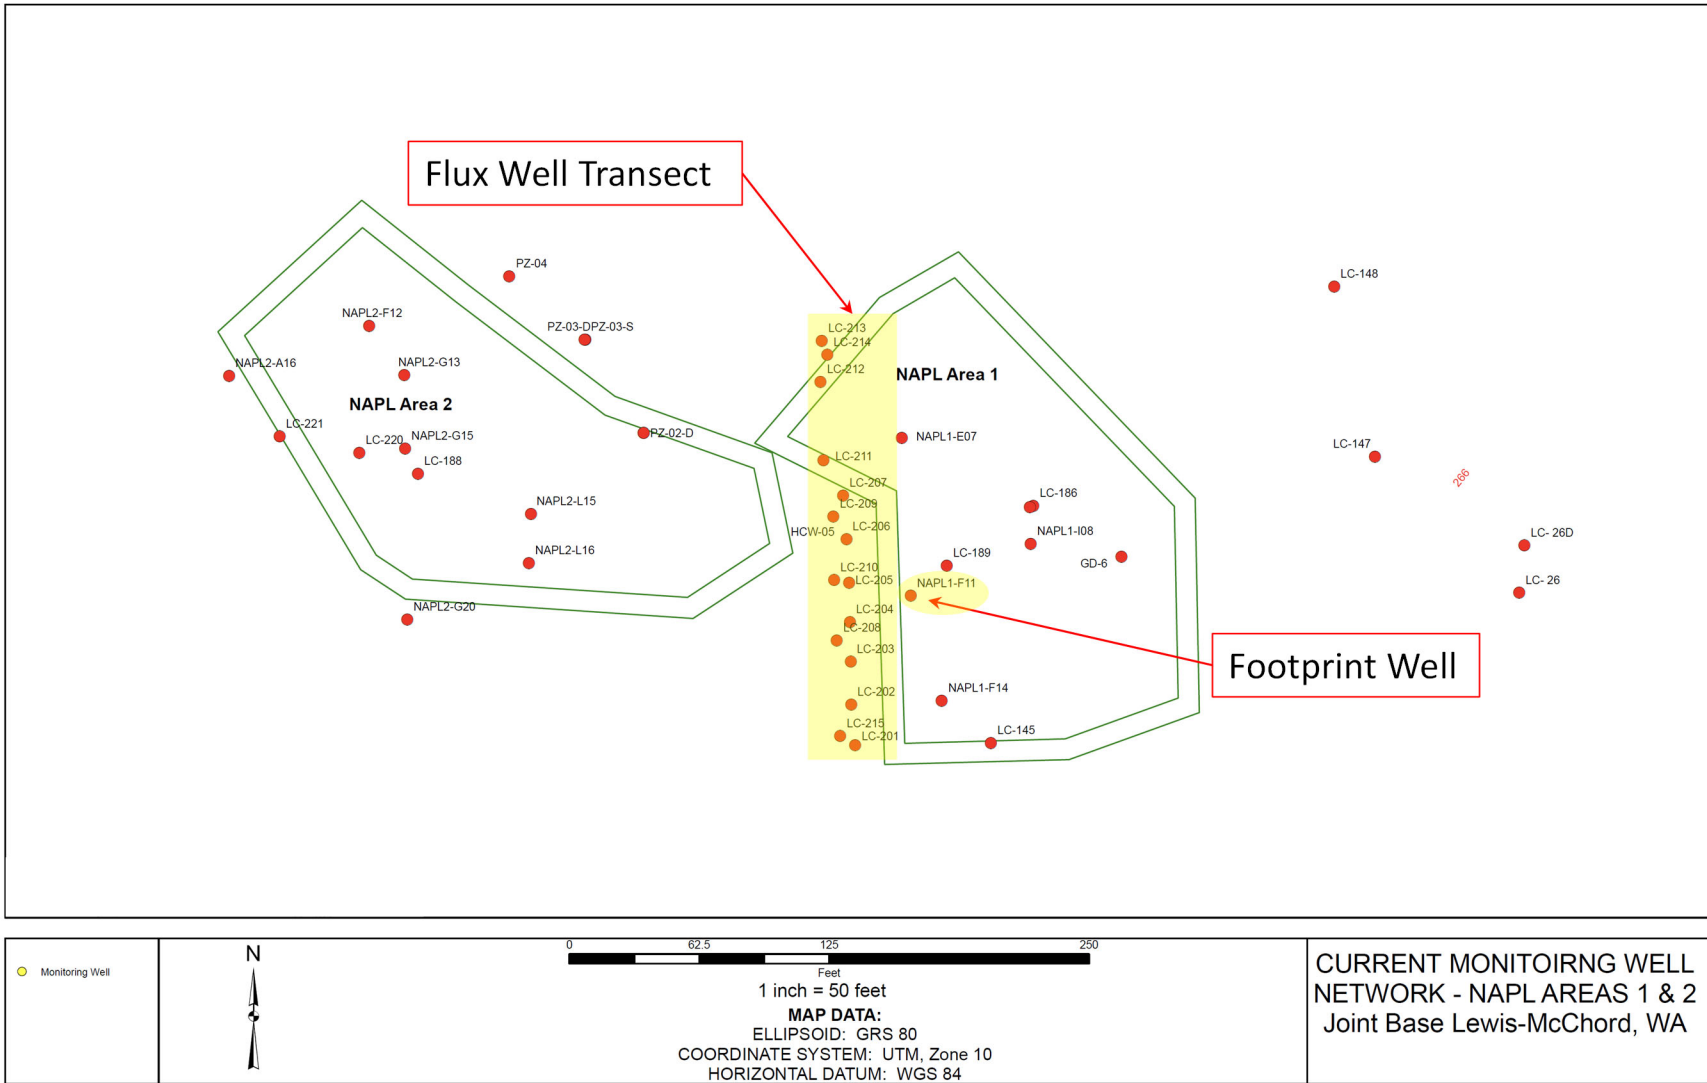 Flux Well Transect
PZ-04
LC-148
NAPL2-F12
PZ-03-DPZ-03-S
LC-213
LC-214
NAPL2-A16
NAPL2-G13
LC-212
NAPL Area 1
NAPL Area 2
LC-221
NAPL2-G15
PZ-02-D
NAPL1-E07
LC-220
LC-188
LC-211
LC-147
266
LC-207
LC-186
NAPL2-L15
LC-209
HCW-05
LC-206
NAPL1-I08
LC- 26D
NAPL2-L16
LC-189
GD-6
LC-210
LC-205
NAPL1-F11
LC- 26
NAPL2-G20
LC-204
LC-208
LC-203
Footprint Well
LC-202
NAPL1-F14
LC-215
LC-201
LC-145
Monitoring Well
N
0 62.5 125 250
Feet
1 inch = 50 feet
MAP DATA:
ELLIPSOID: GRS 80
COORDINATE SYSTEM: UTM, Zone 10
HORIZONTAL DATUM: WGS 84
CURRENT MONITOIRNG WELL
NETWORK - NAPL AREAS 1 & 2
Joint Base Lewis-McChord, WA